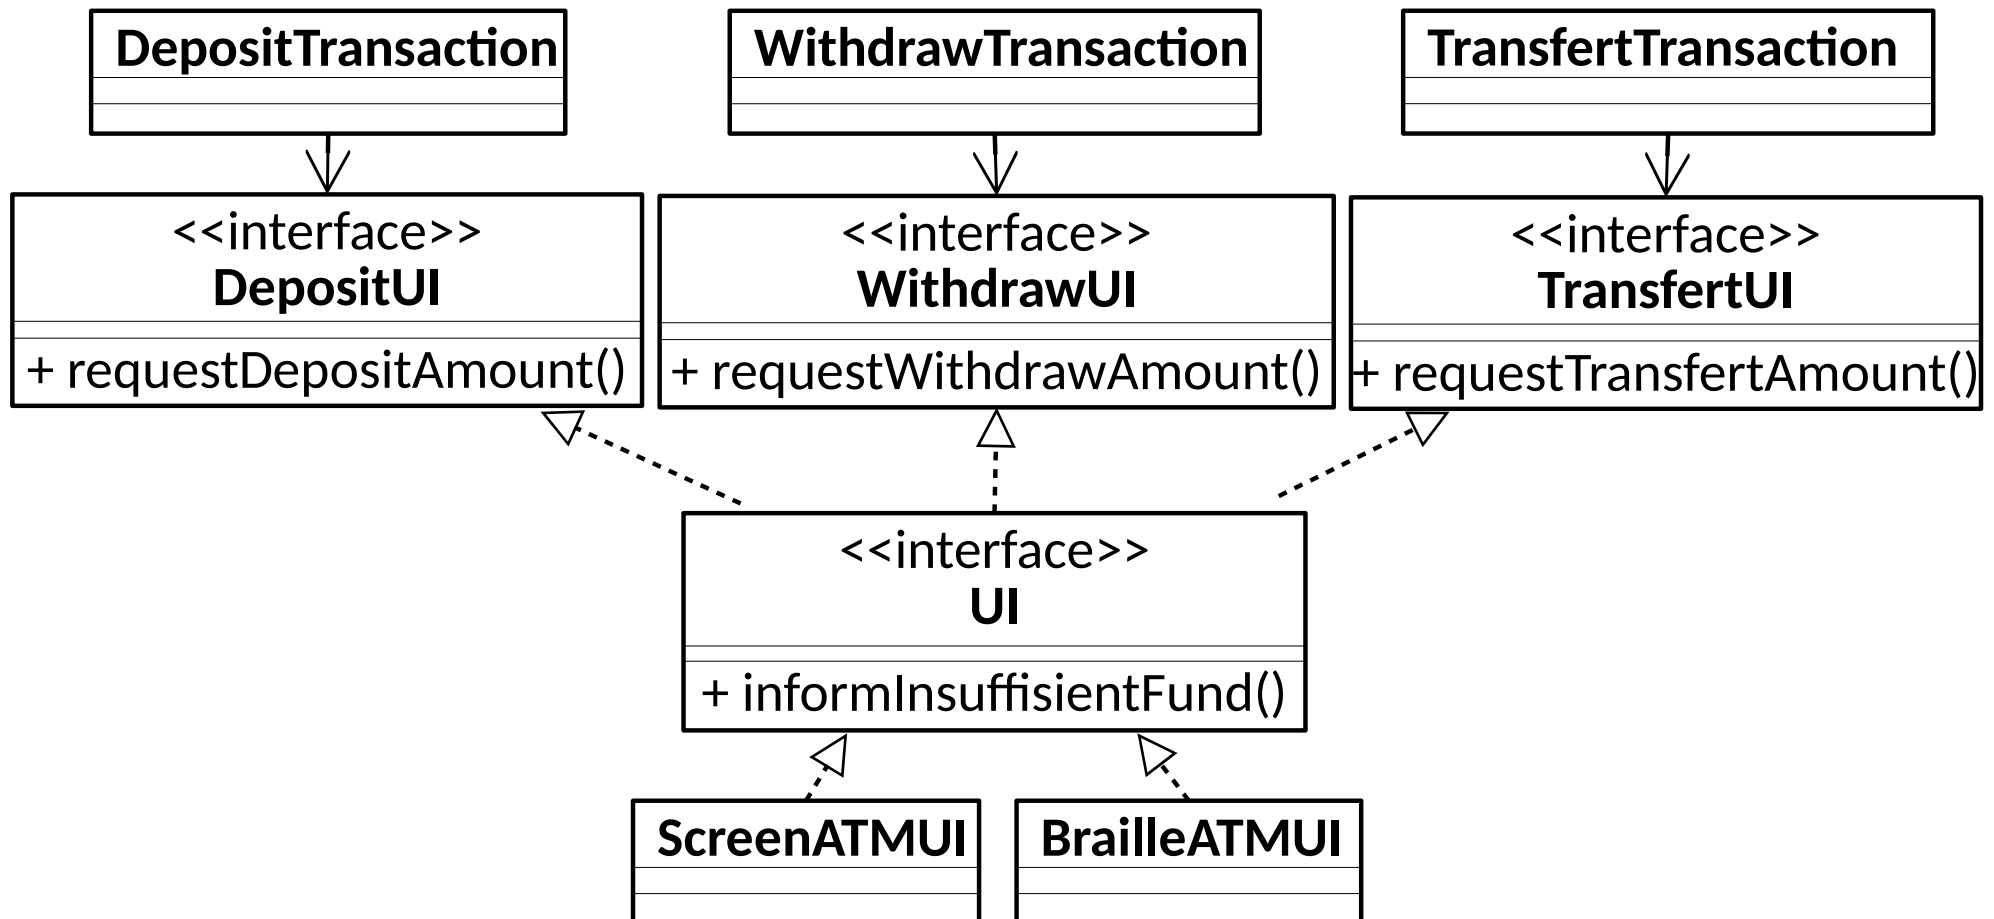 DepositTransaction
WithdrawTransaction
TransfertTransaction
<<interface>>
DepositUI
+ requestDepositAmount()
<<interface>>
WithdrawUI
+ requestWithdrawAmount()
<<interface>>
TransfertUI
+ requestTransfertAmount()
<<interface>>
UI
+ informInsuffisientFund()
ScreenATMUI
BrailleATMUI